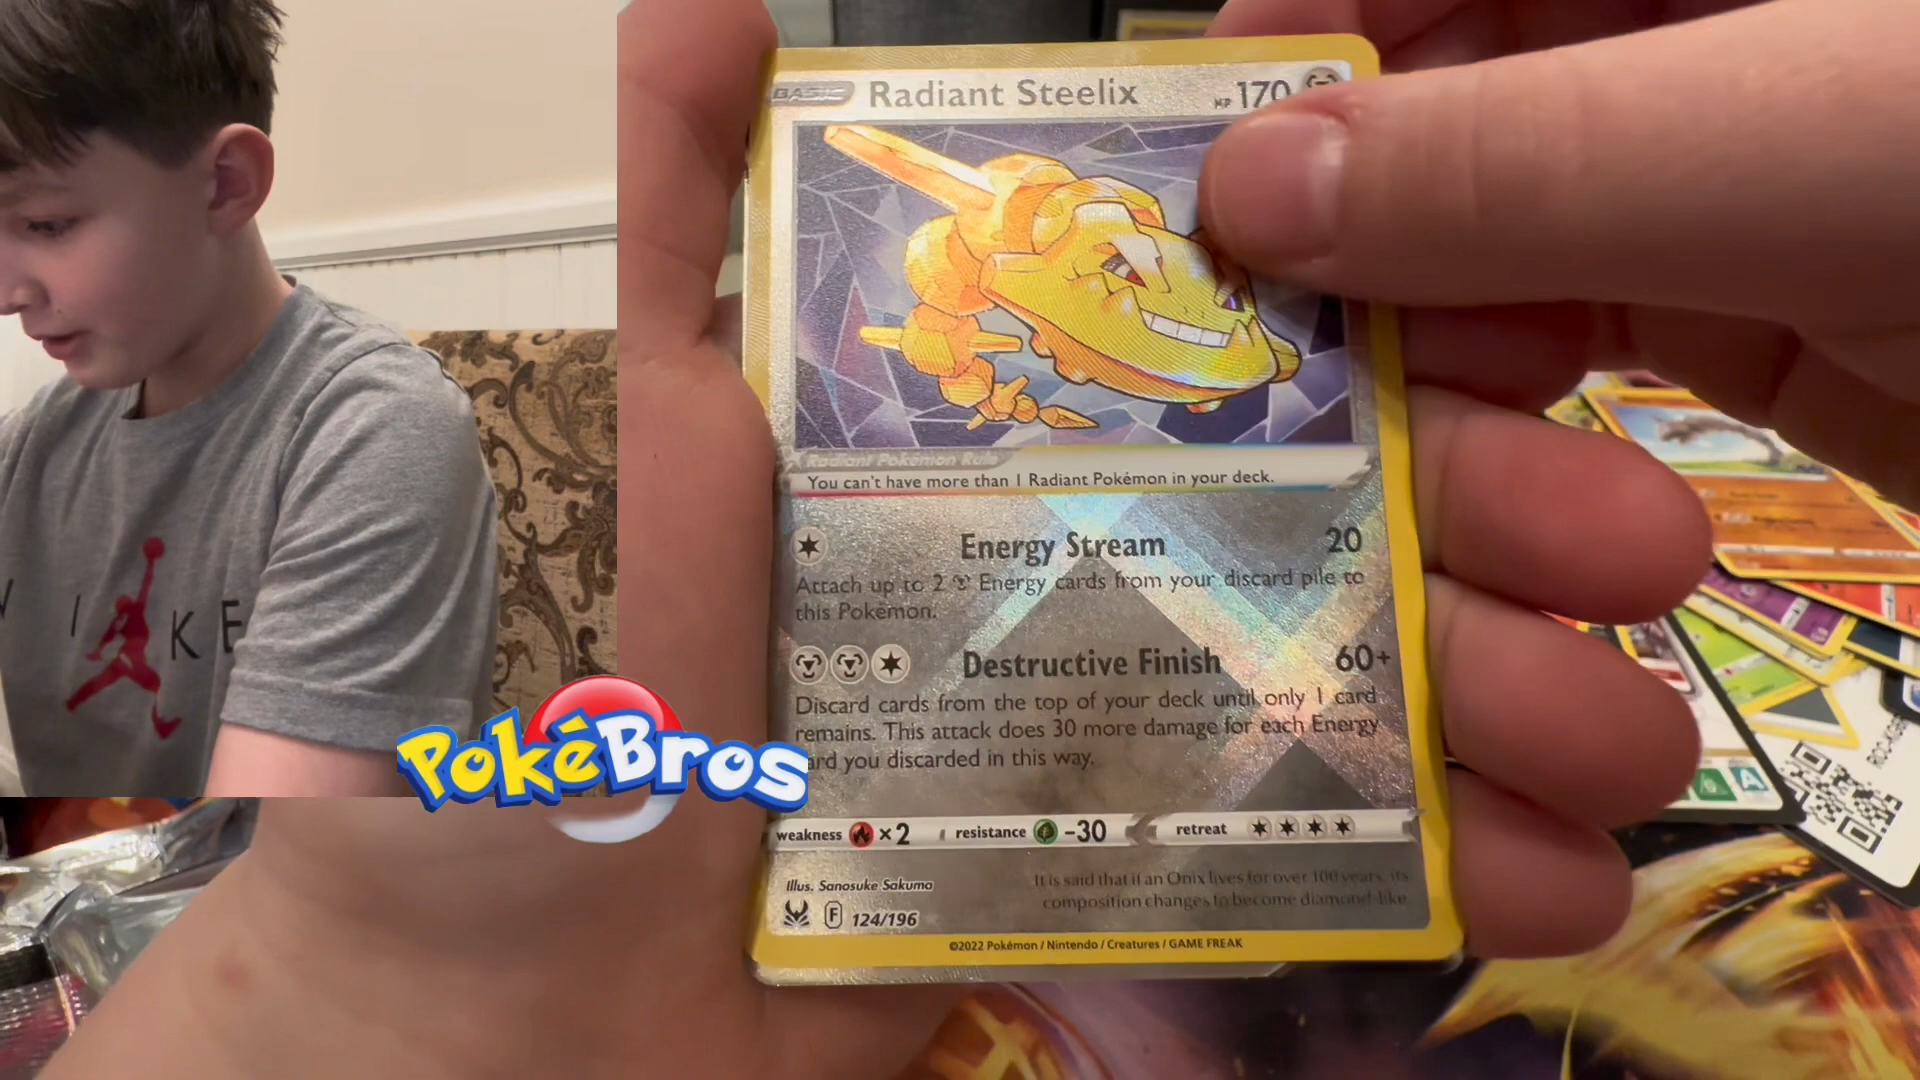 BASIC Radiant Steelix HP 170
Radiant Pokémon Rule
You can't have more than 1 Radiant Pokémon in your deck.
Energy Stream 20
Attach up to 2 Energy cards from your discard pile to
this Pokémon.
Destructive Finish 60+
Discard cards from the top of your deck until only 1 card
remains. This attack does 30 more damage for each Energy
you discarded in this way.
weakness ×2 resistance -30 retreat
Illus. Sanosuke Sakuma
It is said that if an Onix lives for over 100 years, its
composition changes to become diamond-like.
F 124/196
©2022 Pokémon / Nintendo / Creatures / GAME FREAK
KE
PokéBros
A